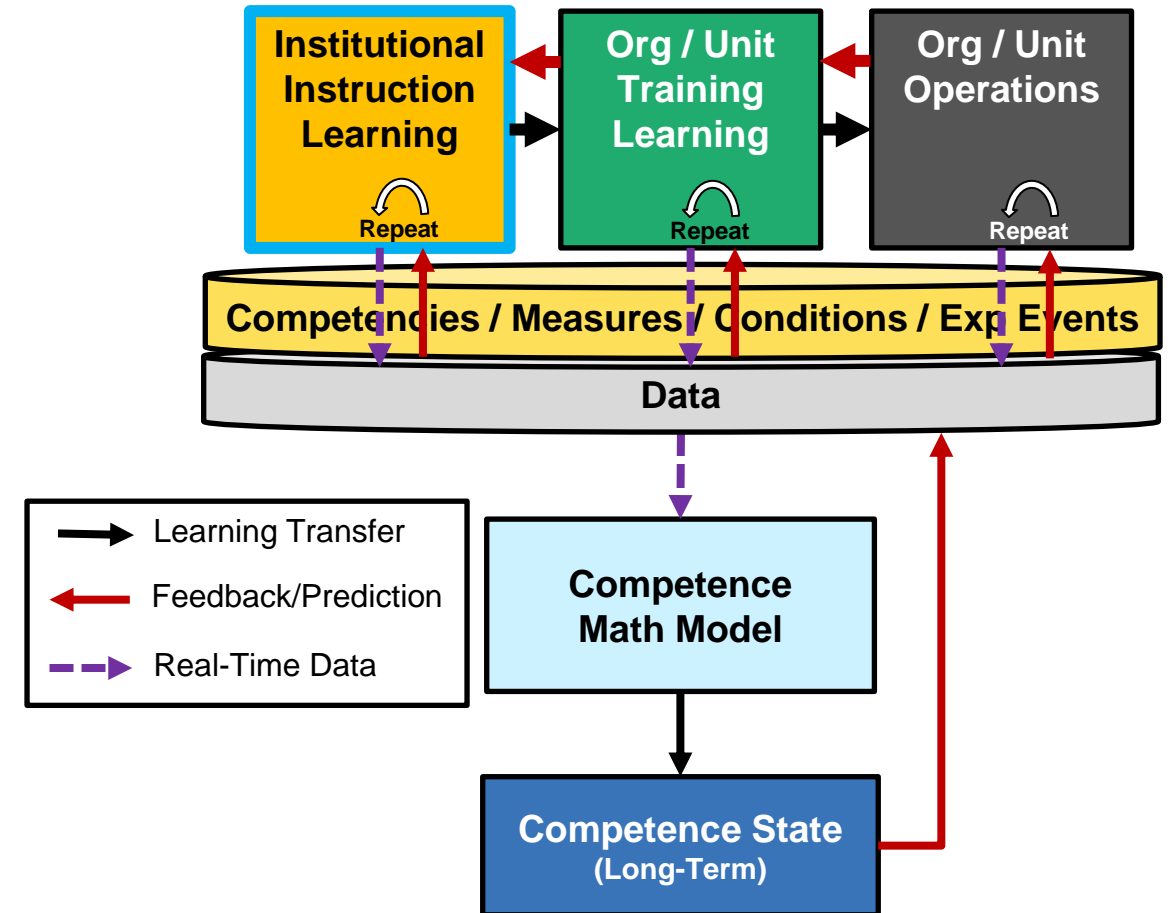 Institutional
Instruction
Learning
Repeat
Org / Unit
Training
Learning
Repeat
Org / Unit
Operations
Repeat
Competencies / Measures / Conditions / Exp Events
Data
Learning Transfer
Feedback/Prediction
Real-Time Data
Competence
Math Model
Competence State
(Long-Term)